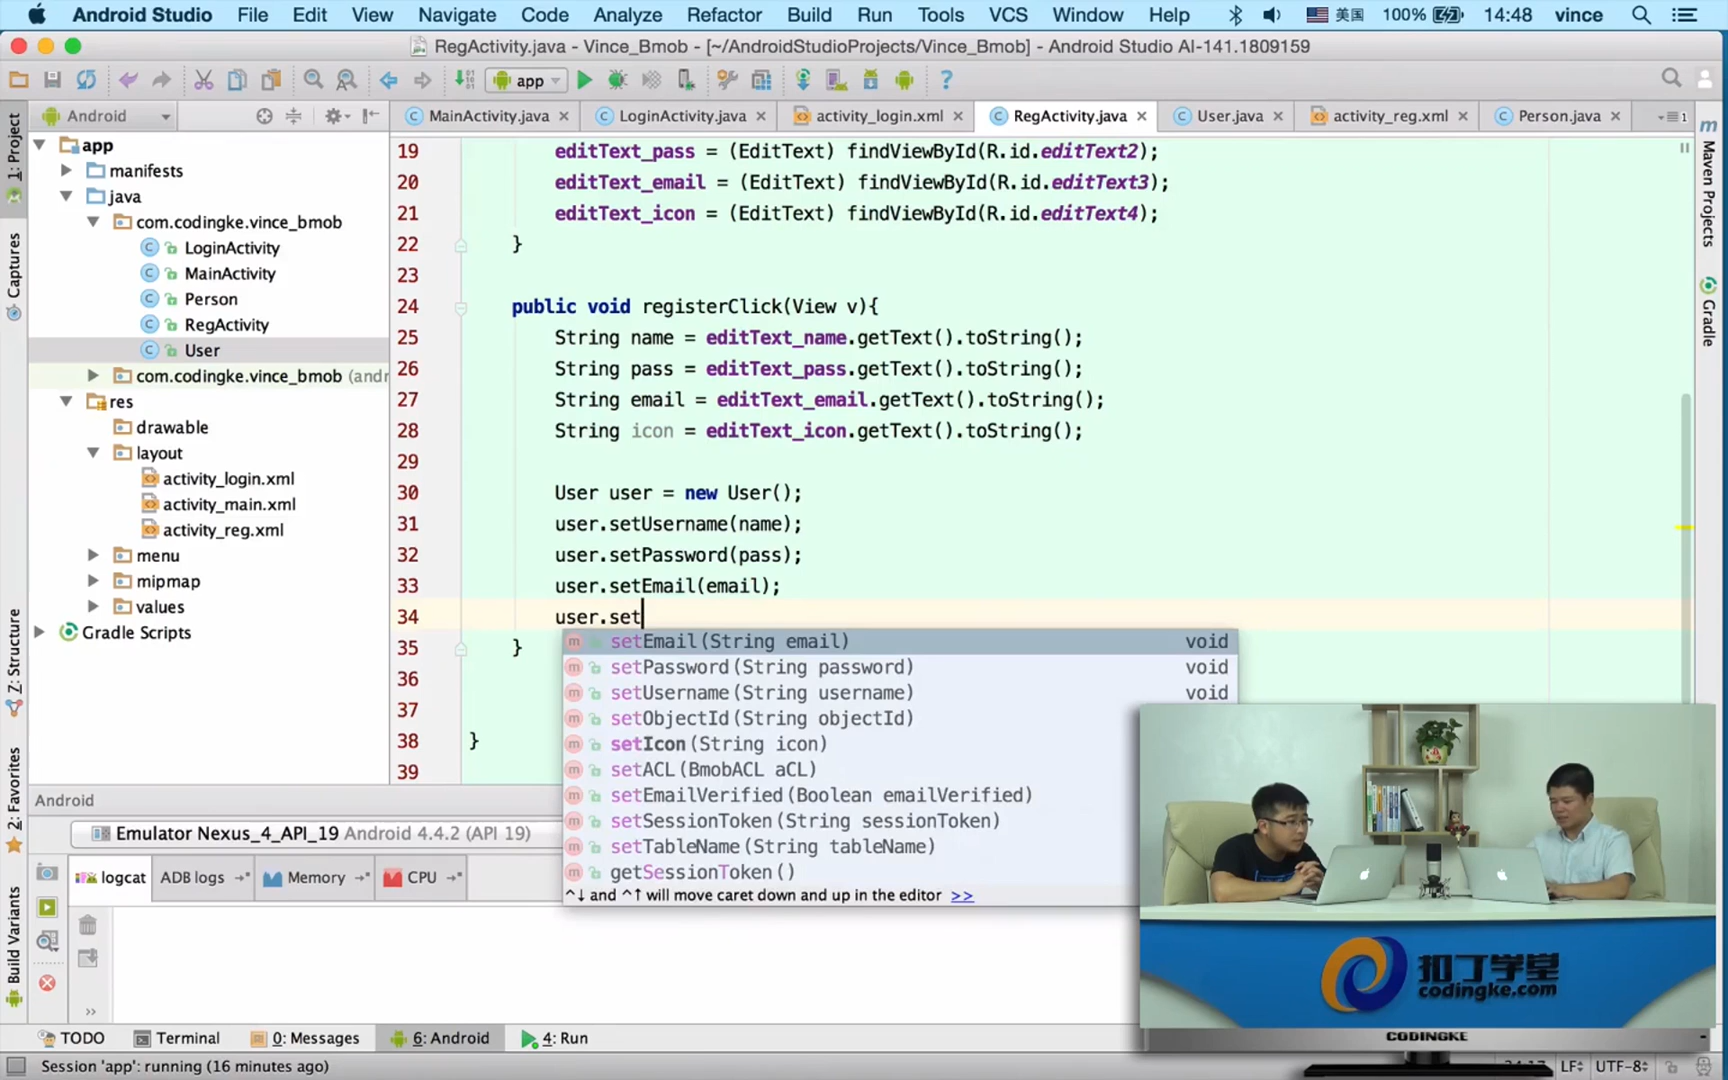 Android Studio File Edit View Navigate Code Analyze Refactor Build Run Tools VCS Window Help 美国 100% 14:48 vince
RegActivity.java - Vince_Bmob - [~/AndroidStudioProjects/Vince_Bmob] - Android Studio AI-141.1809159
app
Android
MainActivity.java LoginActivity.java activity_login.xml RegActivity.java User.java activity_reg.xml Person.java
1: Project
Captures
Z: Structure
2: Favorites
Build Variants
app
manifests
java
com.codingke.vince_bmob
LoginActivity
MainActivity
Person
RegActivity
User
com.codingke.vince_bmob (andr
res
drawable
layout
activity_login.xml
activity_main.xml
activity_reg.xml
menu
mipmap
values
Gradle Scripts
19 editText_pass = (EditText) findViewById(R.id.editText2);
20 editText_email = (EditText) findViewById(R.id.editText3);
21 editText_icon = (EditText) findViewById(R.id.editText4);
22 }
23
24 public void registerClick(View v){
25 String name = editText_name.getText().toString();
26 String pass = editText_pass.getText().toString();
27 String email = editText_email.getText().toString();
28 String icon = editText_icon.getText().toString();
29
30 User user = new User();
31 user.setUsername(name);
32 user.setPassword(pass);
33 user.setEmail(email);
34 user.set
35 }
36
37
38 }
39
setEmail(String email) void
setPassword(String password) void
setUsername(String username) void
setObjectId(String objectId)
setIcon(String icon)
setACL(BmobACL aCL)
setEmailVerified(Boolean emailVerified)
setSessionToken(String sessionToken)
setTableName(String tableName)
getSessionToken()
^↓ and ^↑ will move caret down and up in the editor >>
Maven Projects
Gradle
Android
Emulator Nexus_4_API_19 Android 4.4.2 (API 19)
logcat ADB logs Memory CPU
扣丁学堂
codingke.com
CODINGKE
TODO Terminal 0: Messages 6: Android 4: Run
Session 'app': running (16 minutes ago)
LF UTF-8